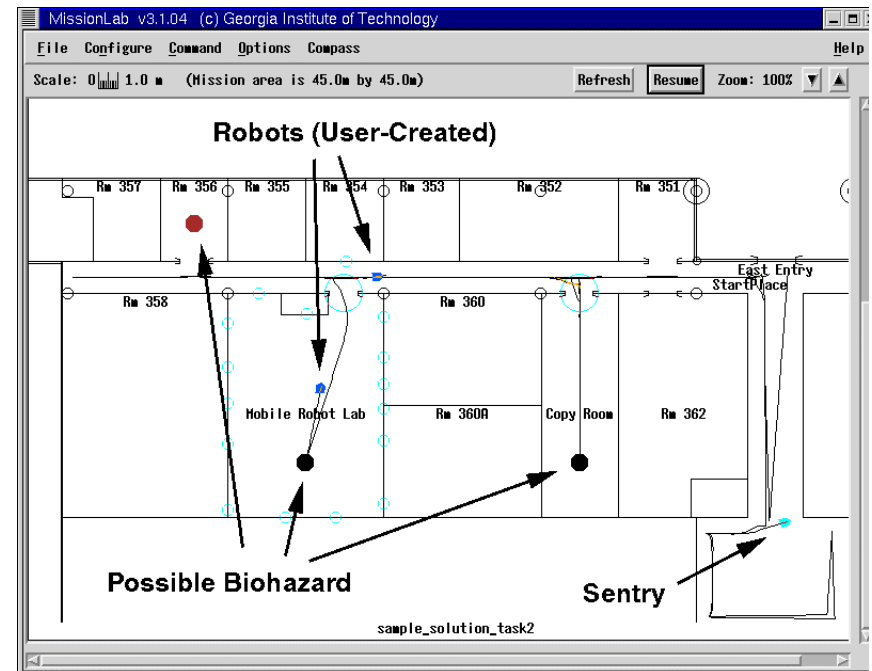 MissionLab v3.1.04 (c) Georgia Institute of Technology
File Configure Command Options Compass Help
Scale: 0 1.0 m (Mission area is 45.0m by 45.0m) Refresh Resume Zoom: 100%
Robots (User-Created)
Rm 357 Rm 356 Rm 355 Rm 354 Rm 353 Rm 352 Rm 351
East Entry
StartPlace
Rm 358 Rm 360
Mobile Robot Lab Rm 360A Copy Room Rm 362
Possible Biohazard
Sentry
sample_solution_task2